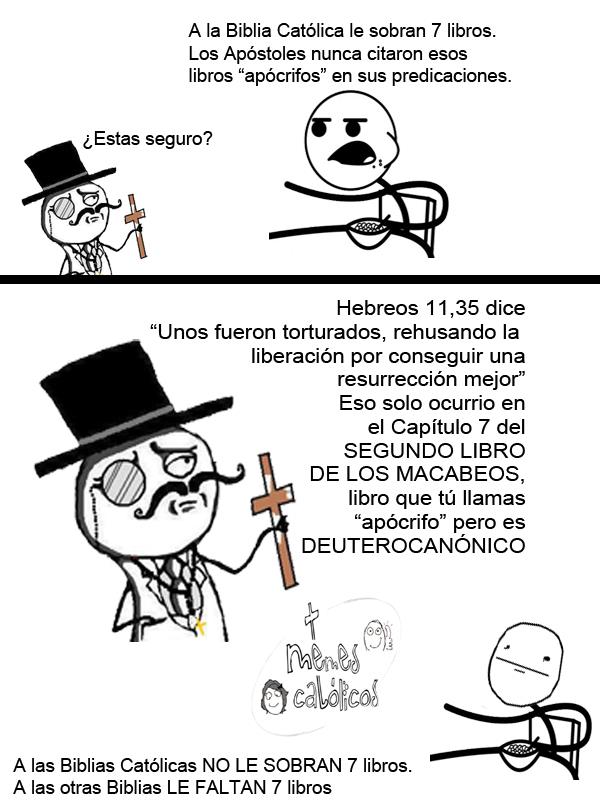 A la Biblia Católica le sobran 7 libros.
Los Apóstoles nunca citaron esos
libros “apócrifos” en sus predicaciones.
¿Estas seguro?
Hebreos 11,35 dice
“Unos fueron torturados, rehusando la
liberación por conseguir una
resurrección mejor”
Eso solo ocurrio en
el Capítulo 7 del
SEGUNDO LIBRO
DE LOS MACABEOS,
libro que tú llamas
“apócrifo” pero es
DEUTEROCANÓNICO
memes
católicos
A las Biblias Católicas NO LE SOBRAN 7 libros.
A las otras Biblias LE FALTAN 7 libros